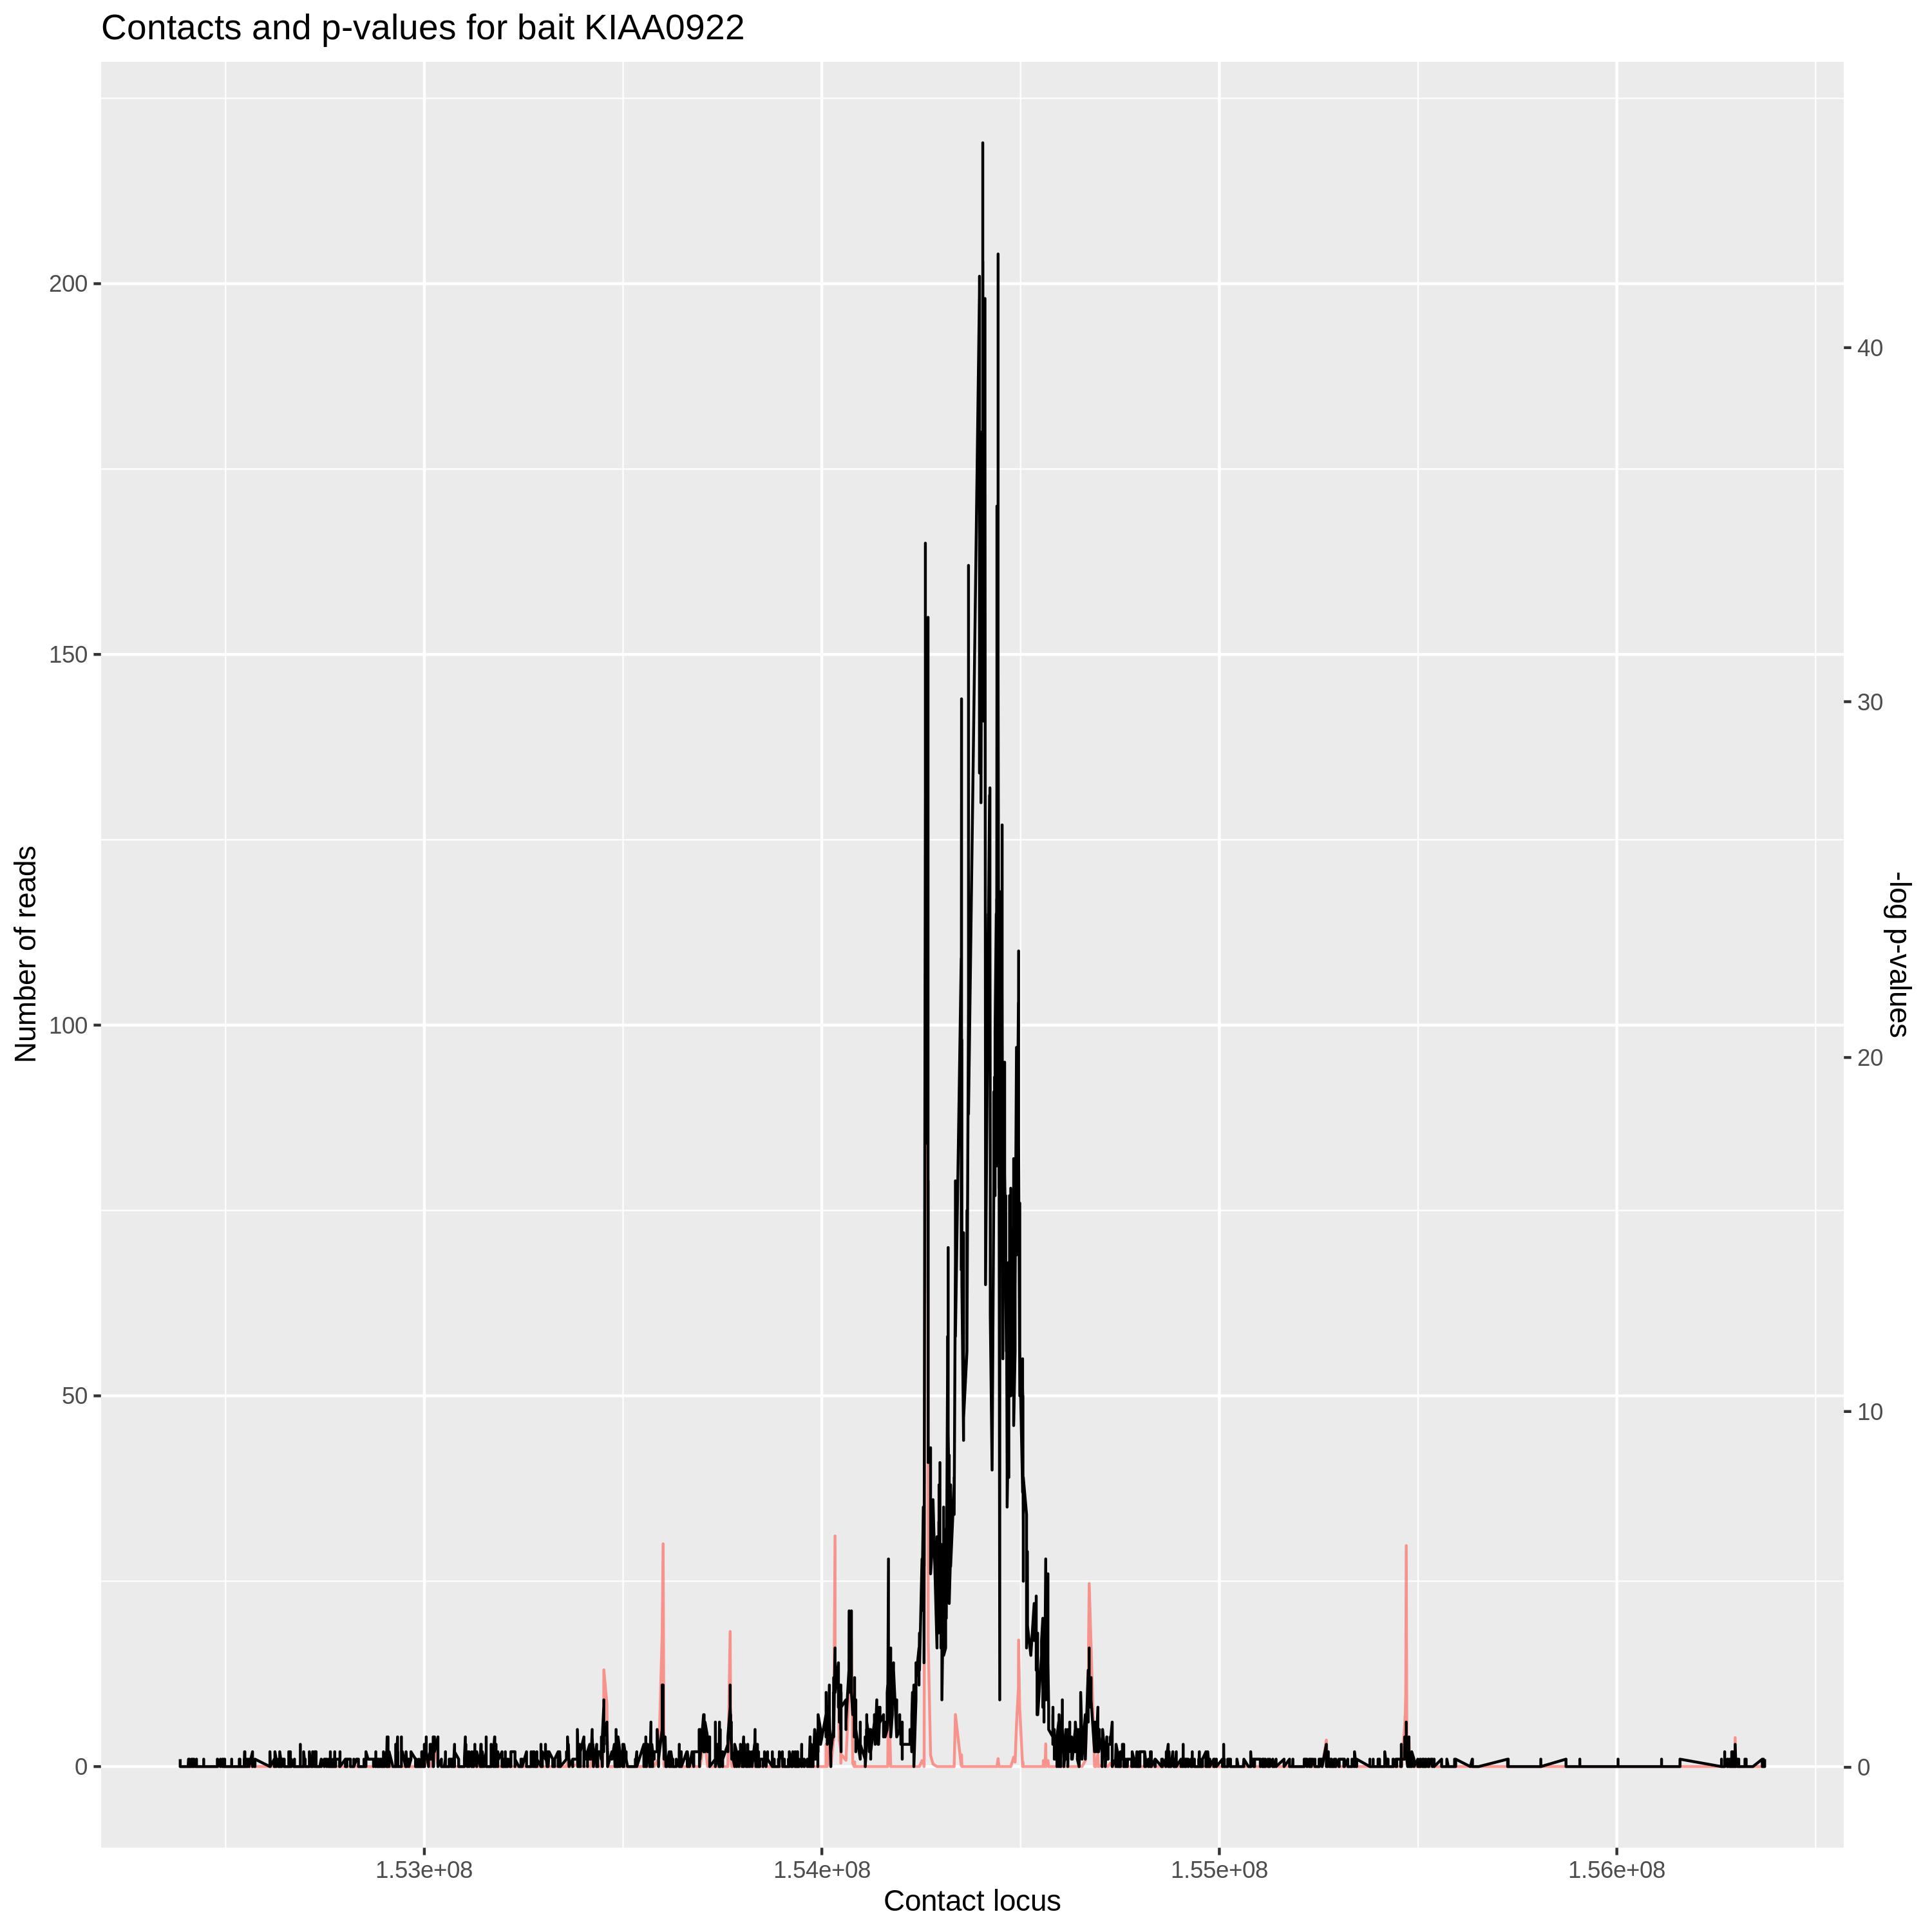 Contacts and p-values for bait KIAA0922
Number of reads
200
150
100
50
0
40
30
20
10
0
-log p-values
1.53e+08 1.54e+08 1.55e+08 1.56e+08
Contact locus